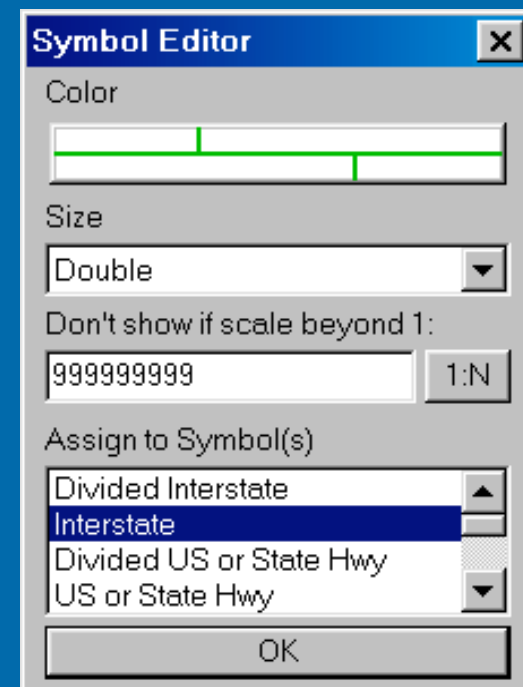 Symbol Editor
Color
Size
Double
Don't show if scale beyond 1:
999999999
1:N
Assign to Symbol(s)
Divided Interstate
Interstate
Divided US or State Hwy
US or State Hwy
OK